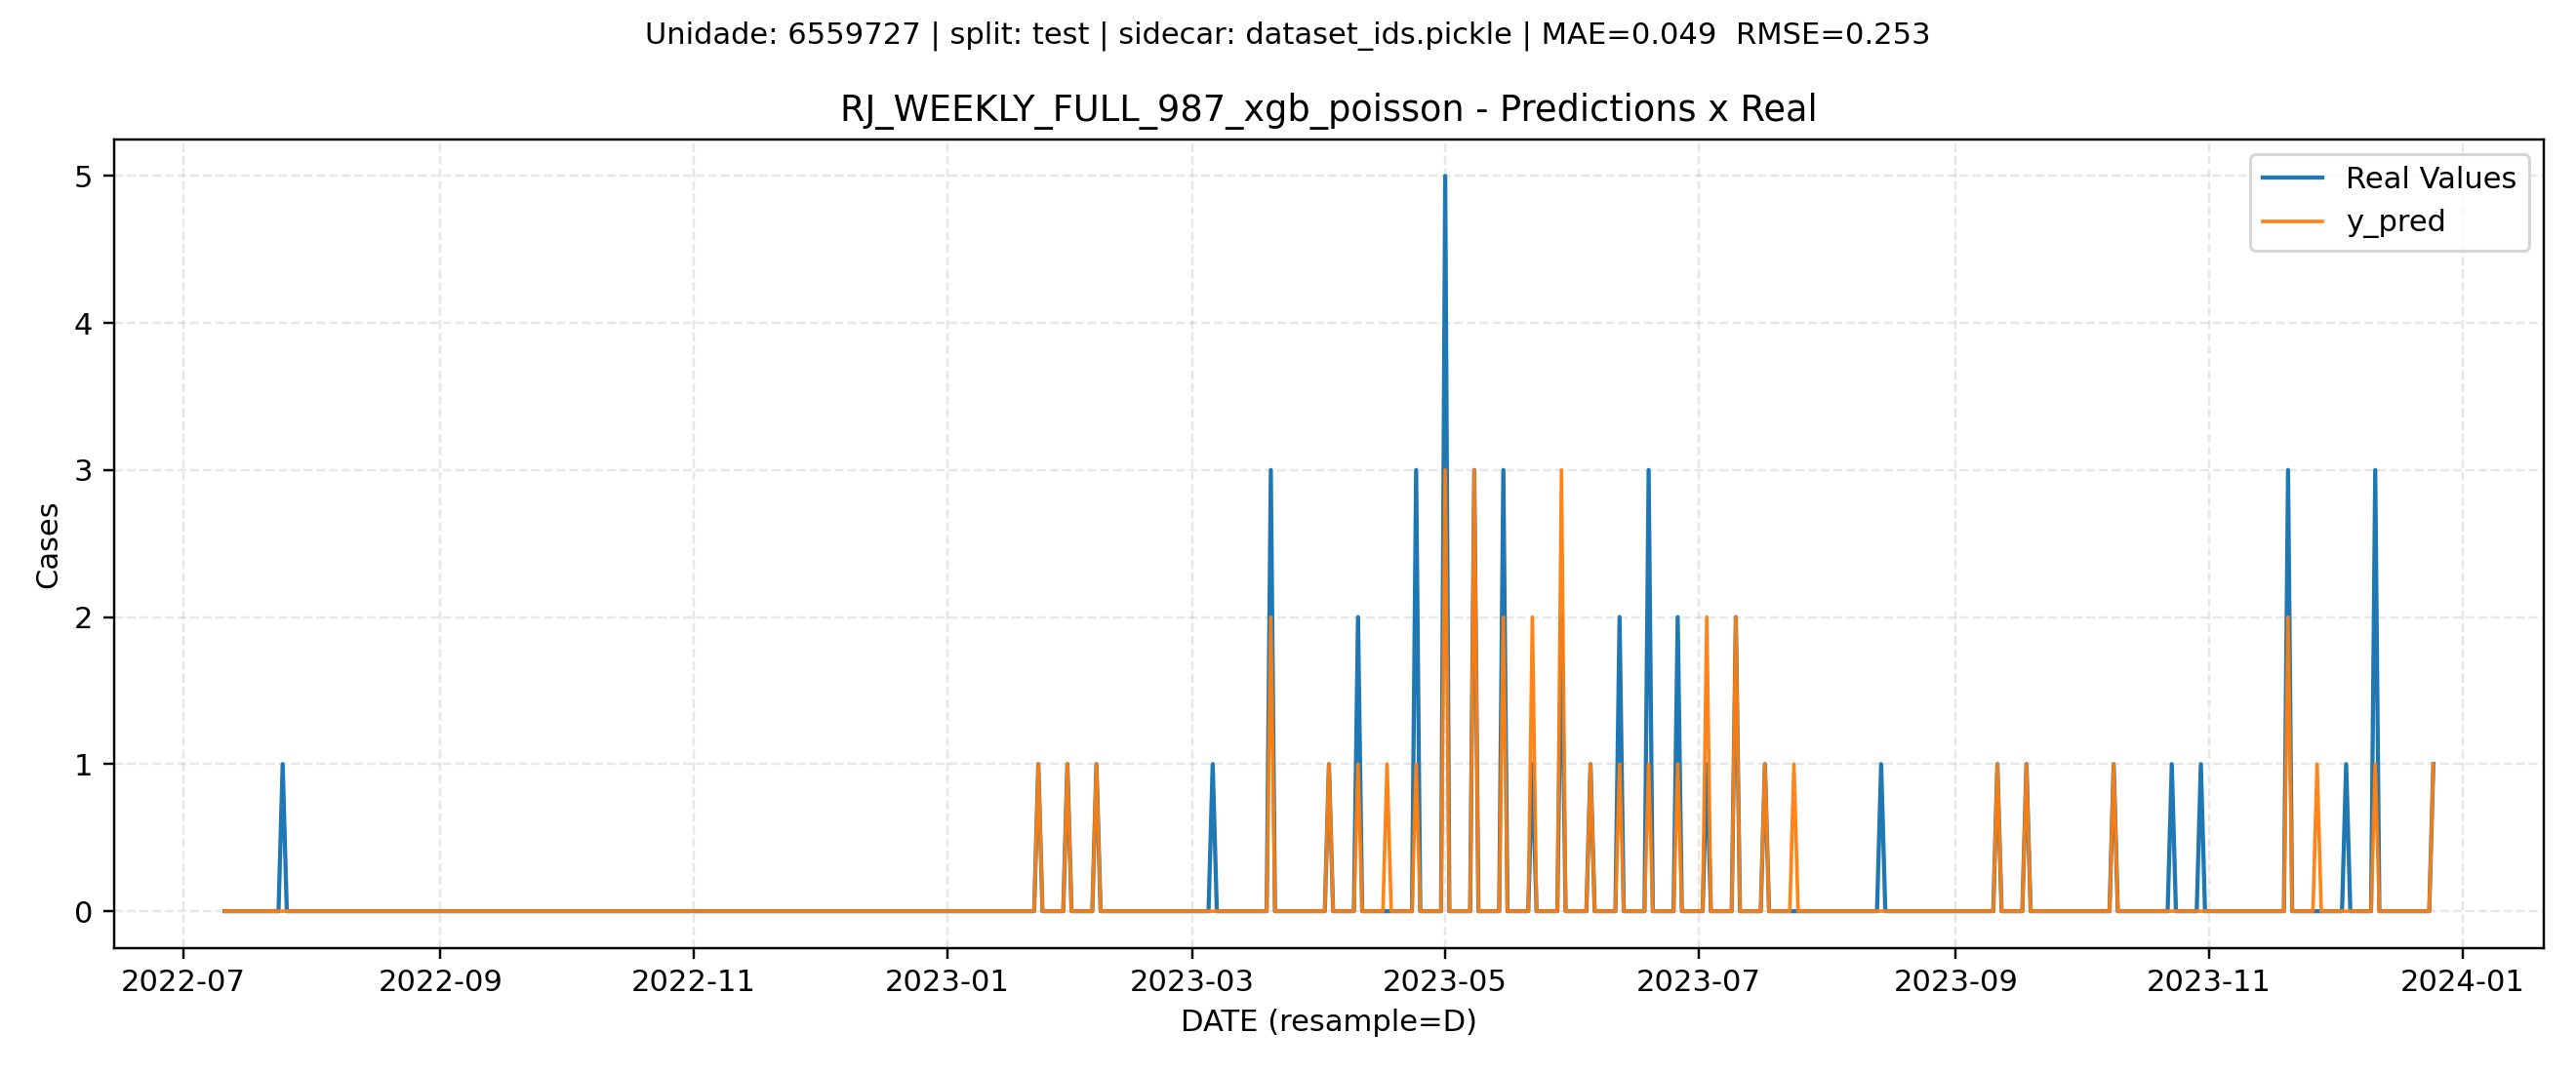 Unidade: 6559727 | split: test | sidecar: dataset_ids.pickle | MAE=0.049  RMSE=0.253
RJ_WEEKLY_FULL_987_xgb_poisson - Predictions x Real
Real Values
y_pred
5
4
3
2
1
0
Cases
2022-07 2022-09 2022-11 2023-01 2023-03 2023-05 2023-07 2023-09 2023-11 2024-01
DATE (resample=D)